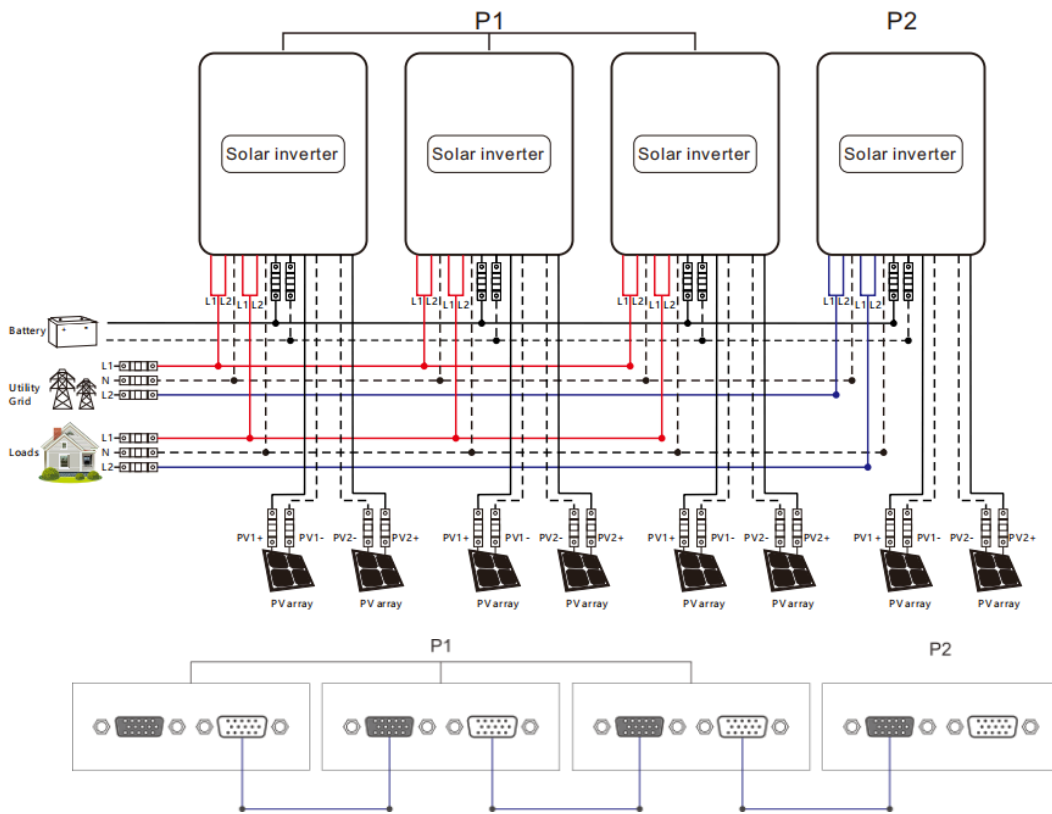 P1 P2
Solar inverter Solar inverter Solar inverter Solar inverter
L1 L2 L1 L2 L1 L2 L1 L2 L1 L2 L1 L2 L1 L2 L1 L2
Battery
L1
Utility N
Grid L2
L1
Loads N
L2
PV1+ PV1- PV2- PV2+ PV1+ PV1- PV2- PV2+ PV1+ PV1- PV2- PV2+ PV1+ PV1- PV2- PV2+
PV array PV array PV array PV array PV array PV array PV array PV array
P1 P2